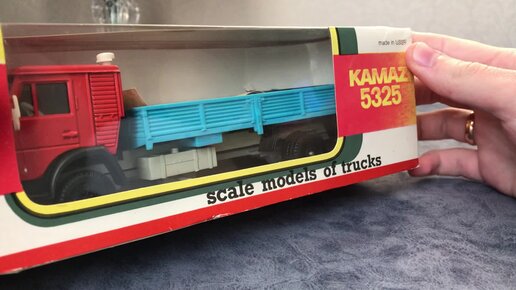 made in USSR
KAMAZ
5325
scale models of trucks